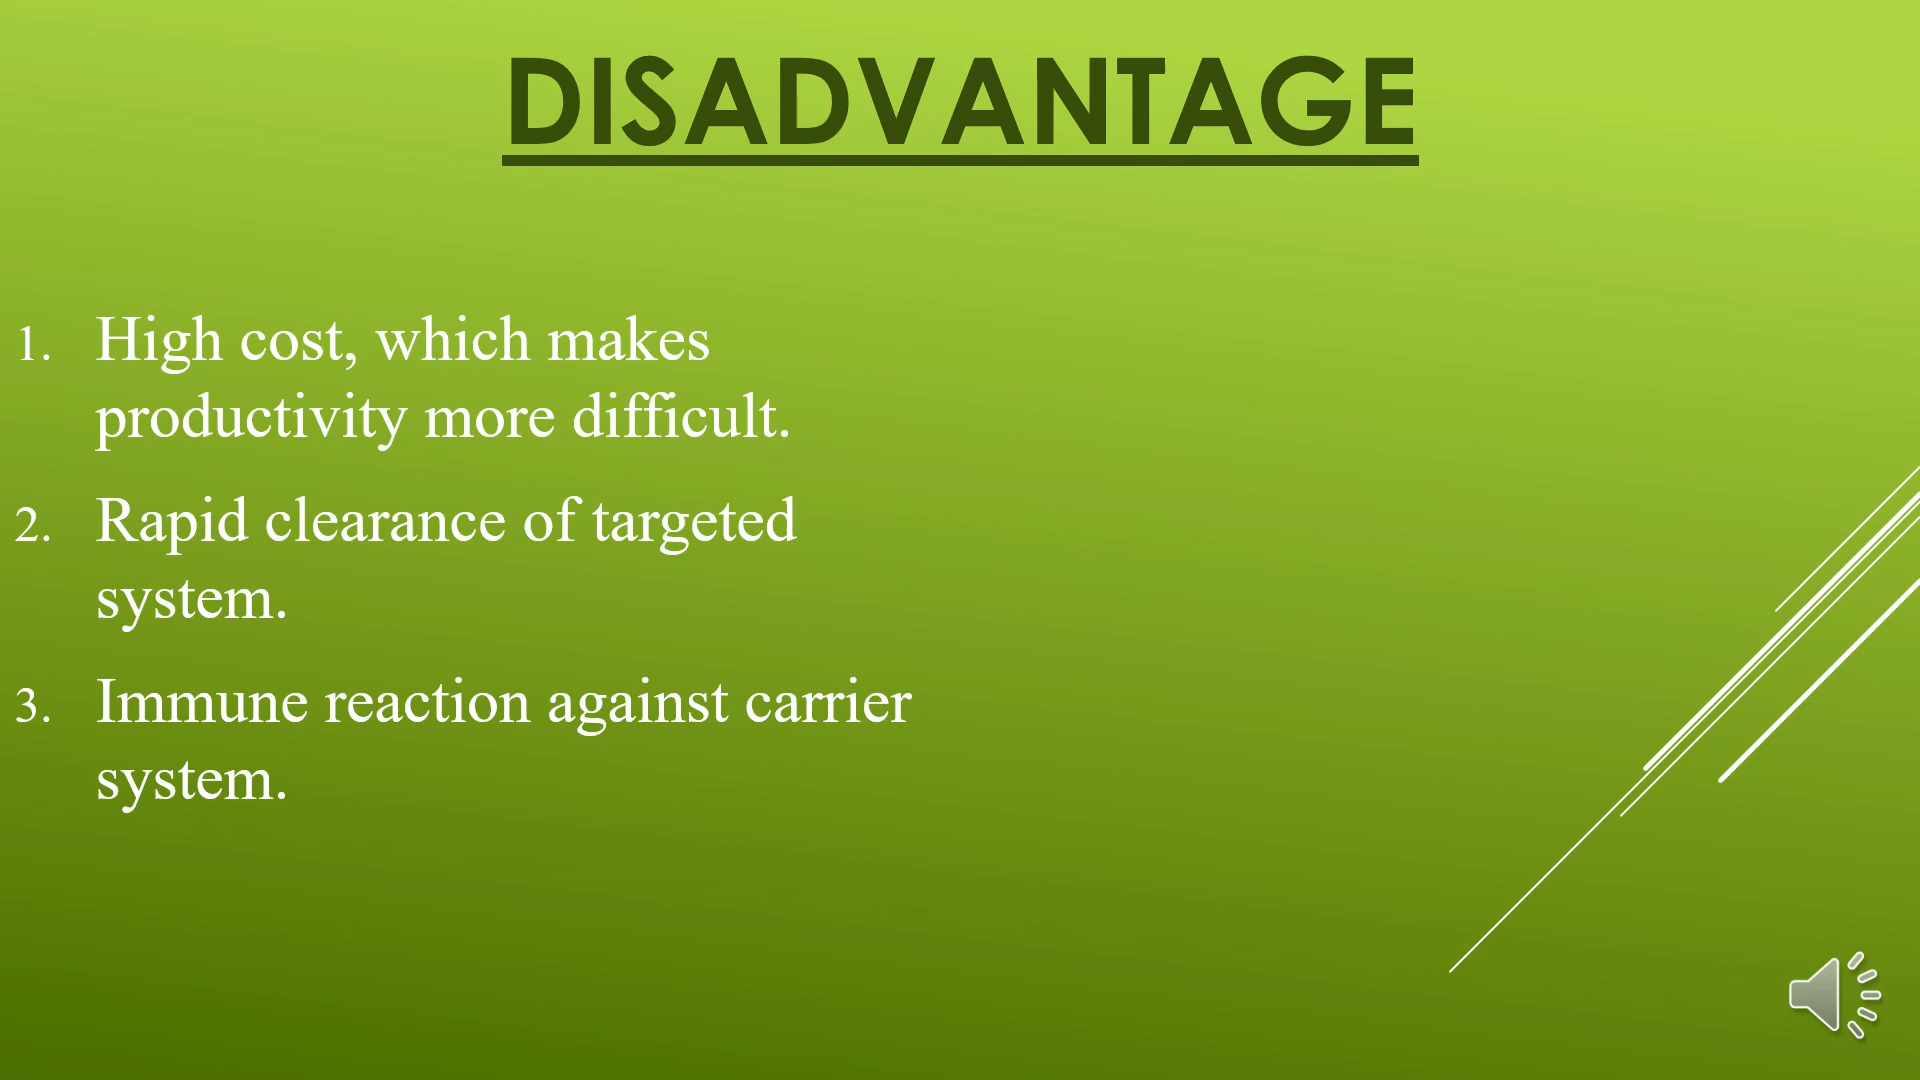 DISADVANTAGE
1. High cost, which makes
productivity more difficult.
2. Rapid clearance of targeted
system.
3. Immune reaction against carrier
system.